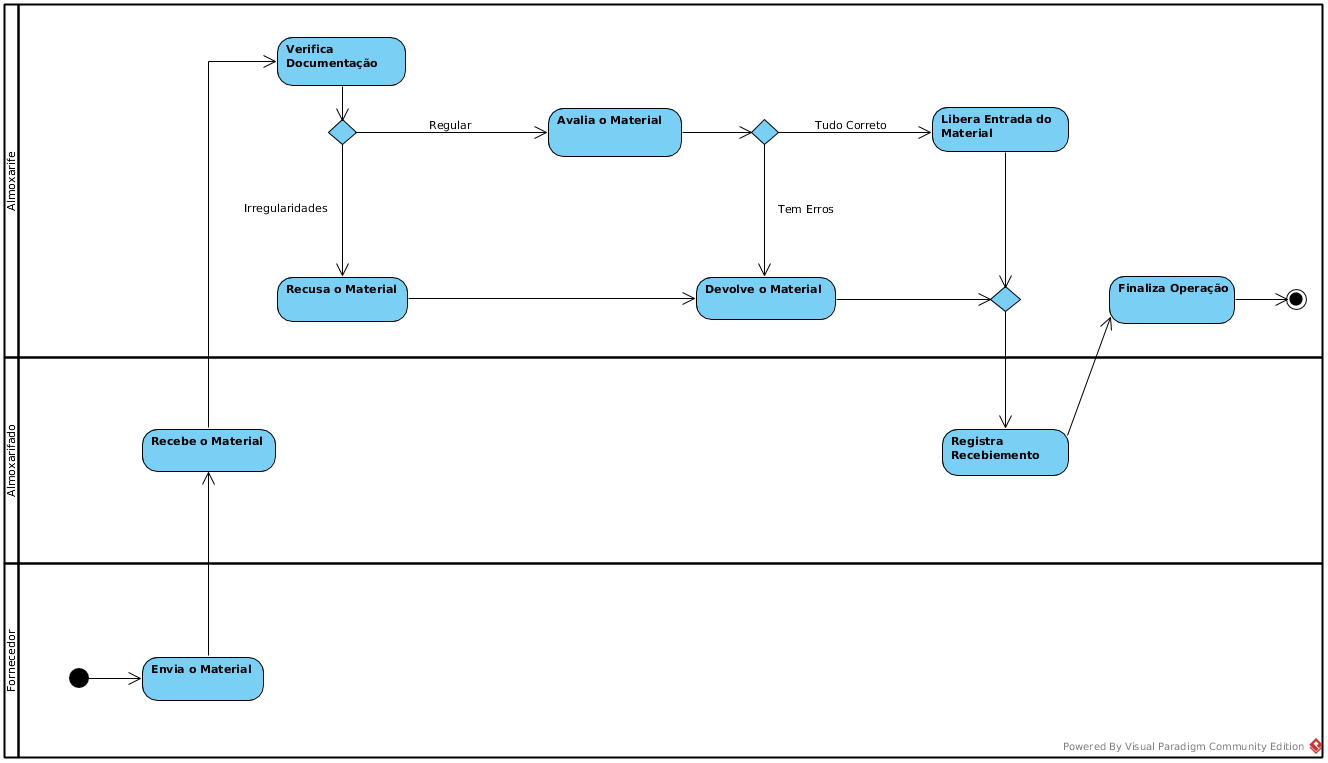 Almoxarife
Verifica
Documentação
Regular
Avalia o Material
Tudo Correto
Libera Entrada do
Material
Irregularidades
Tem Erros
Recusa o Material
Devolve o Material
Finaliza Operação
Almoxarifado
Recebe o Material
Registra
Recebiemento
Fornecedor
Envia o Material
Powered By Visual Paradigm Community Edition